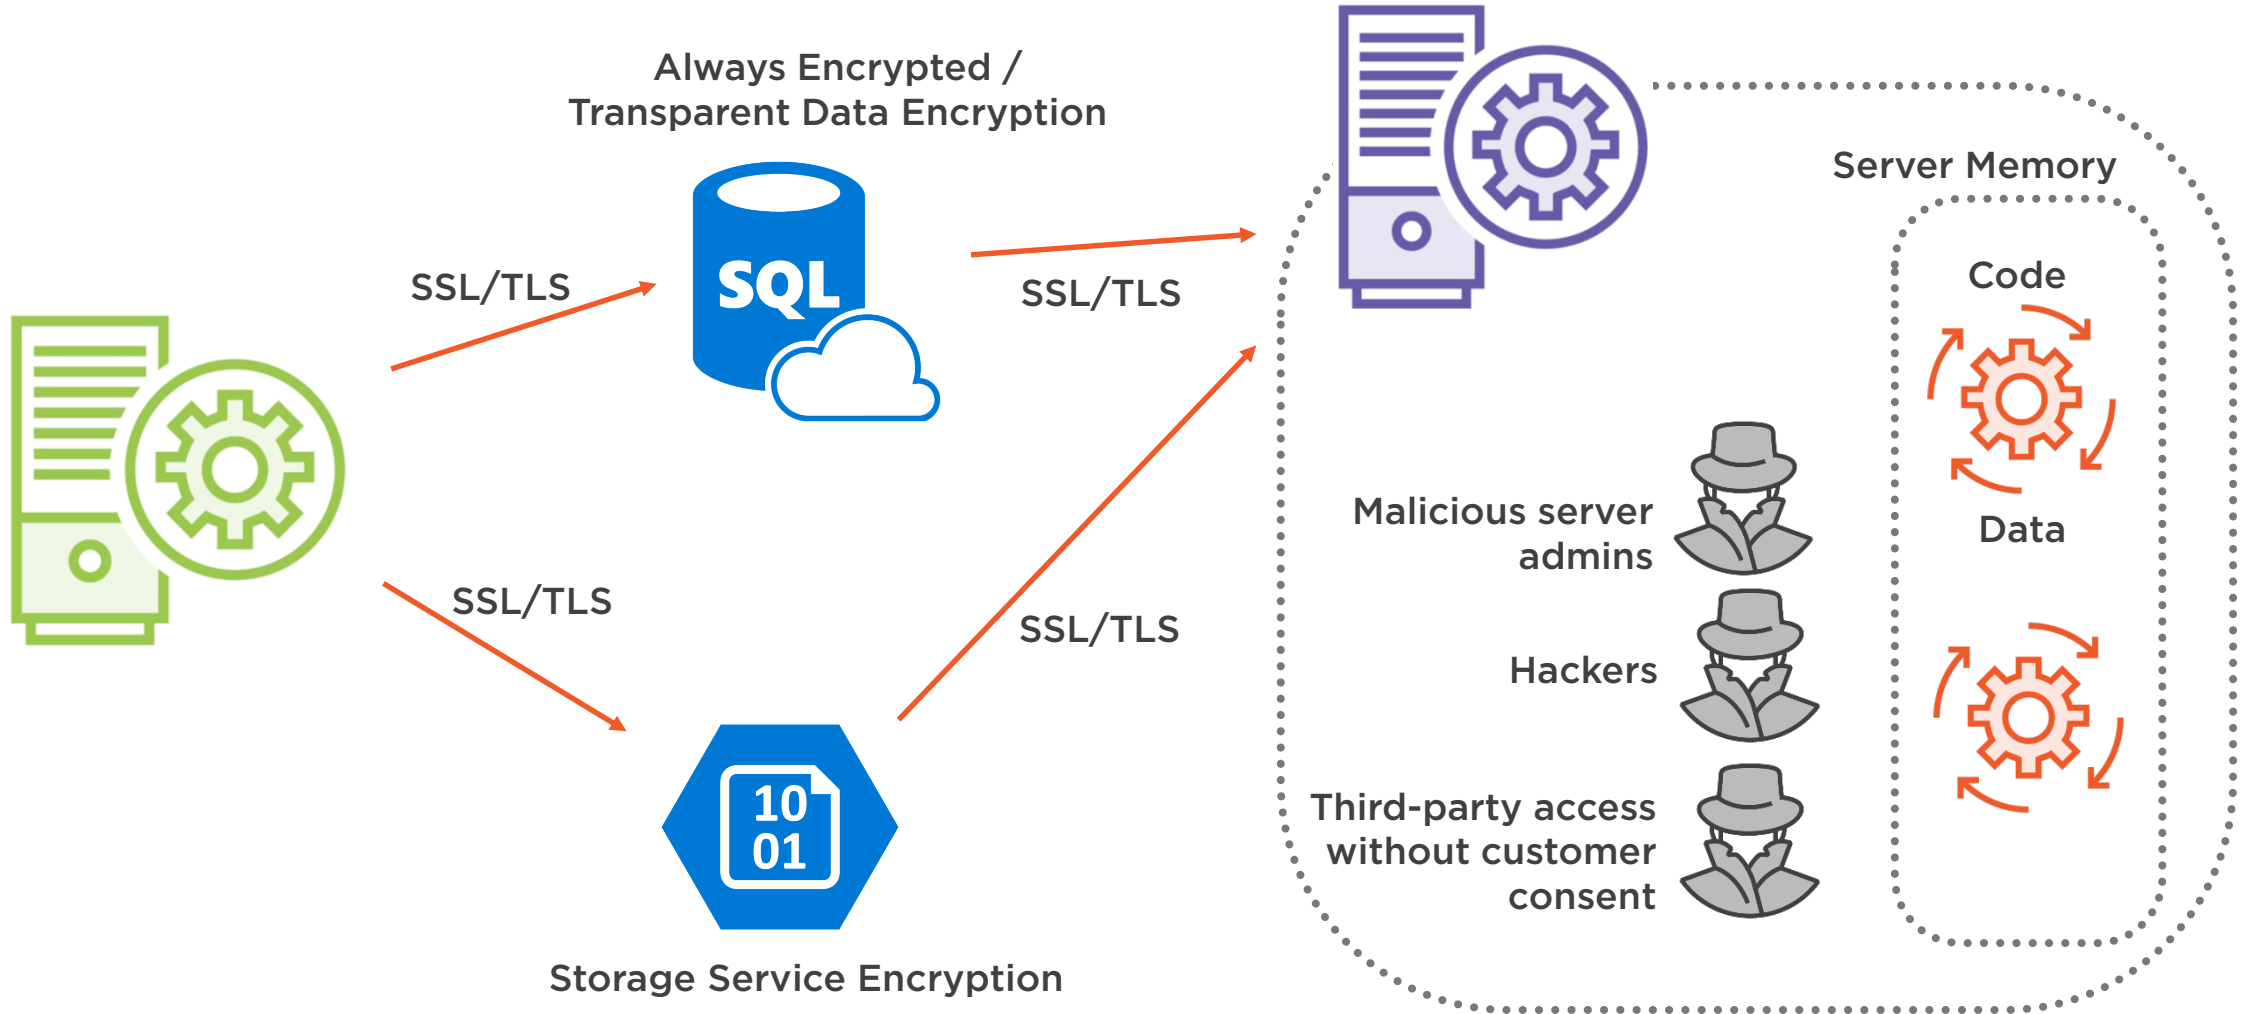 Always Encrypted /
Transparent Data Encryption
SQL
SSL/TLS
SSL/TLS
SSL/TLS
SSL/TLS
10
01
Storage Service Encryption
Server Memory
Code
Data
Malicious server
admins
Hackers
Third-party access
without customer
consent